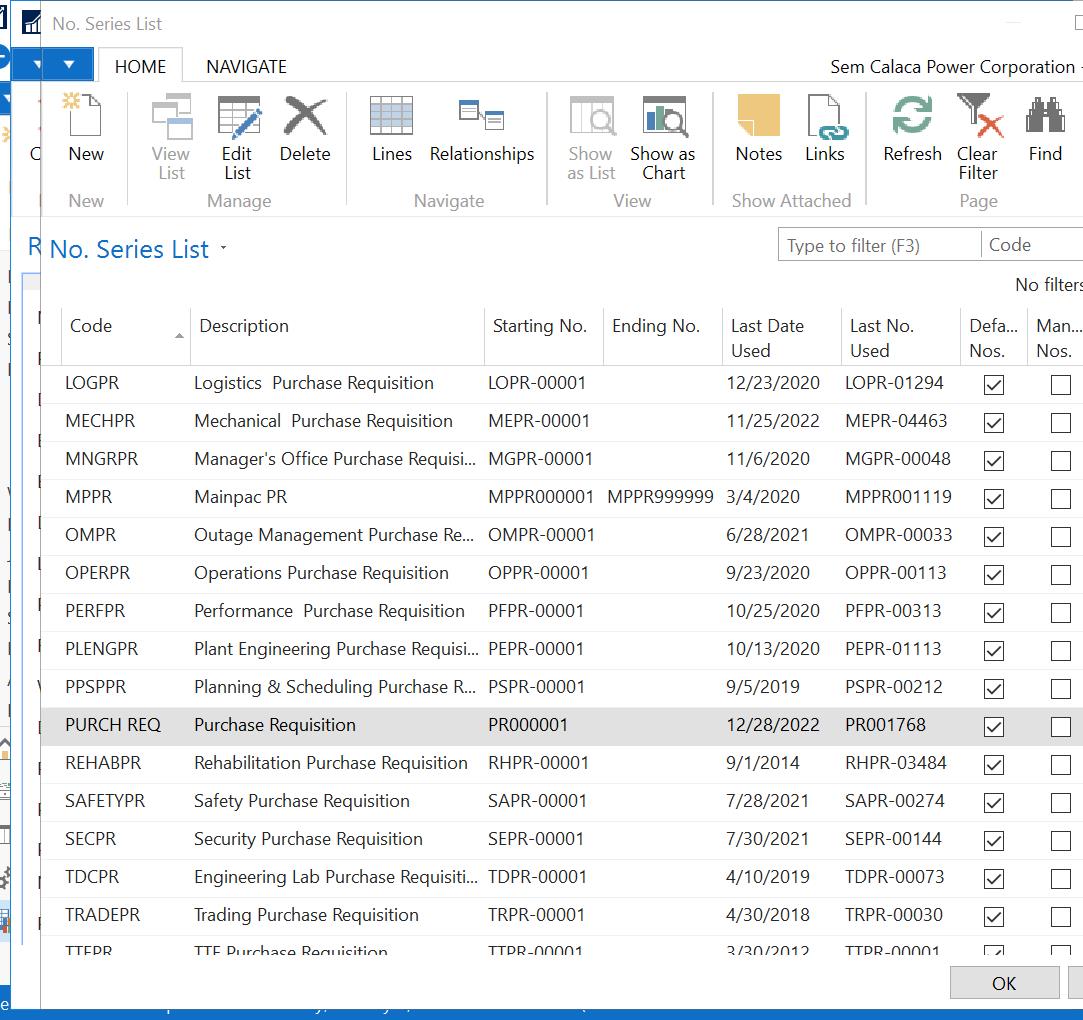 No. Series List
HOME NAVIGATE Sem Calaca Power Corporation
New View List Edit List Delete Lines Relationships Show as List Show as Chart Notes Links Refresh Clear Filter Find
New Manage Navigate View Show Attached Page
No. Series List
Type to filter (F3) Code
No filters
Code Description Starting No. Ending No. Last Date Used Last No. Used Defa... Nos. Man... Nos.
LOGPR Logistics  Purchase Requisition LOPR-00001 12/23/2020 LOPR-01294
MECHPR Mechanical  Purchase Requisition MEPR-00001 11/25/2022 MEPR-04463
MNGRPR Manager's Office Purchase Requisi... MGPR-00001 11/6/2020 MGPR-00048
MPPR Mainpac PR MPPR000001 MPPR999999 3/4/2020 MPPR001119
OMPR Outage Management Purchase Re... OMPR-00001 6/28/2021 OMPR-00033
OPERPR Operations Purchase Requisition OPPR-00001 9/23/2020 OPPR-00113
PERFPR Performance  Purchase Requisition PFPR-00001 10/25/2020 PFPR-00313
PLENGPR Plant Engineering Purchase Requisi... PEPR-00001 10/13/2020 PEPR-01113
PPSPPR Planning & Scheduling Purchase R... PSPR-00001 9/5/2019 PSPR-00212
PURCH REQ Purchase Requisition PR000001 12/28/2022 PR001768
REHABPR Rehabilitation Purchase Requisition RHPR-00001 9/1/2014 RHPR-03484
SAFETYPR Safety Purchase Requisition SAPR-00001 7/28/2021 SAPR-00274
SECPR Security Purchase Requisition SEPR-00001 7/30/2021 SEPR-00144
TDCPR Engineering Lab Purchase Requisiti... TDPR-00001 4/10/2019 TDPR-00073
TRADEPR Trading Purchase Requisition TRPR-00001 4/30/2018 TRPR-00030
Purchase Requisition 3/30/2012
OK